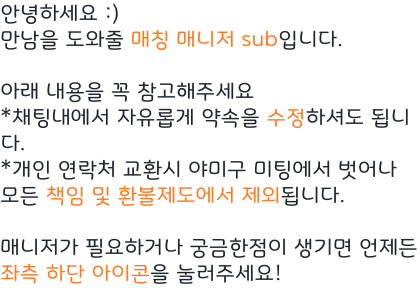 안녕하세요 :)
만남을 도와줄 매칭 매니저 sub입니다.
아래 내용을 꼭 참고해주세요
*채팅내에서 자유롭게 약속을 수정하셔도 됩니
다.
*개인 연락처 교환시 야미구 미팅에서 벗어나
모든 책임 및 환불제도에서 제외됩니다.
매니저가 필요하거나 궁금한점이 생기면 언제든
좌측 하단 아이콘을 눌러주세요!